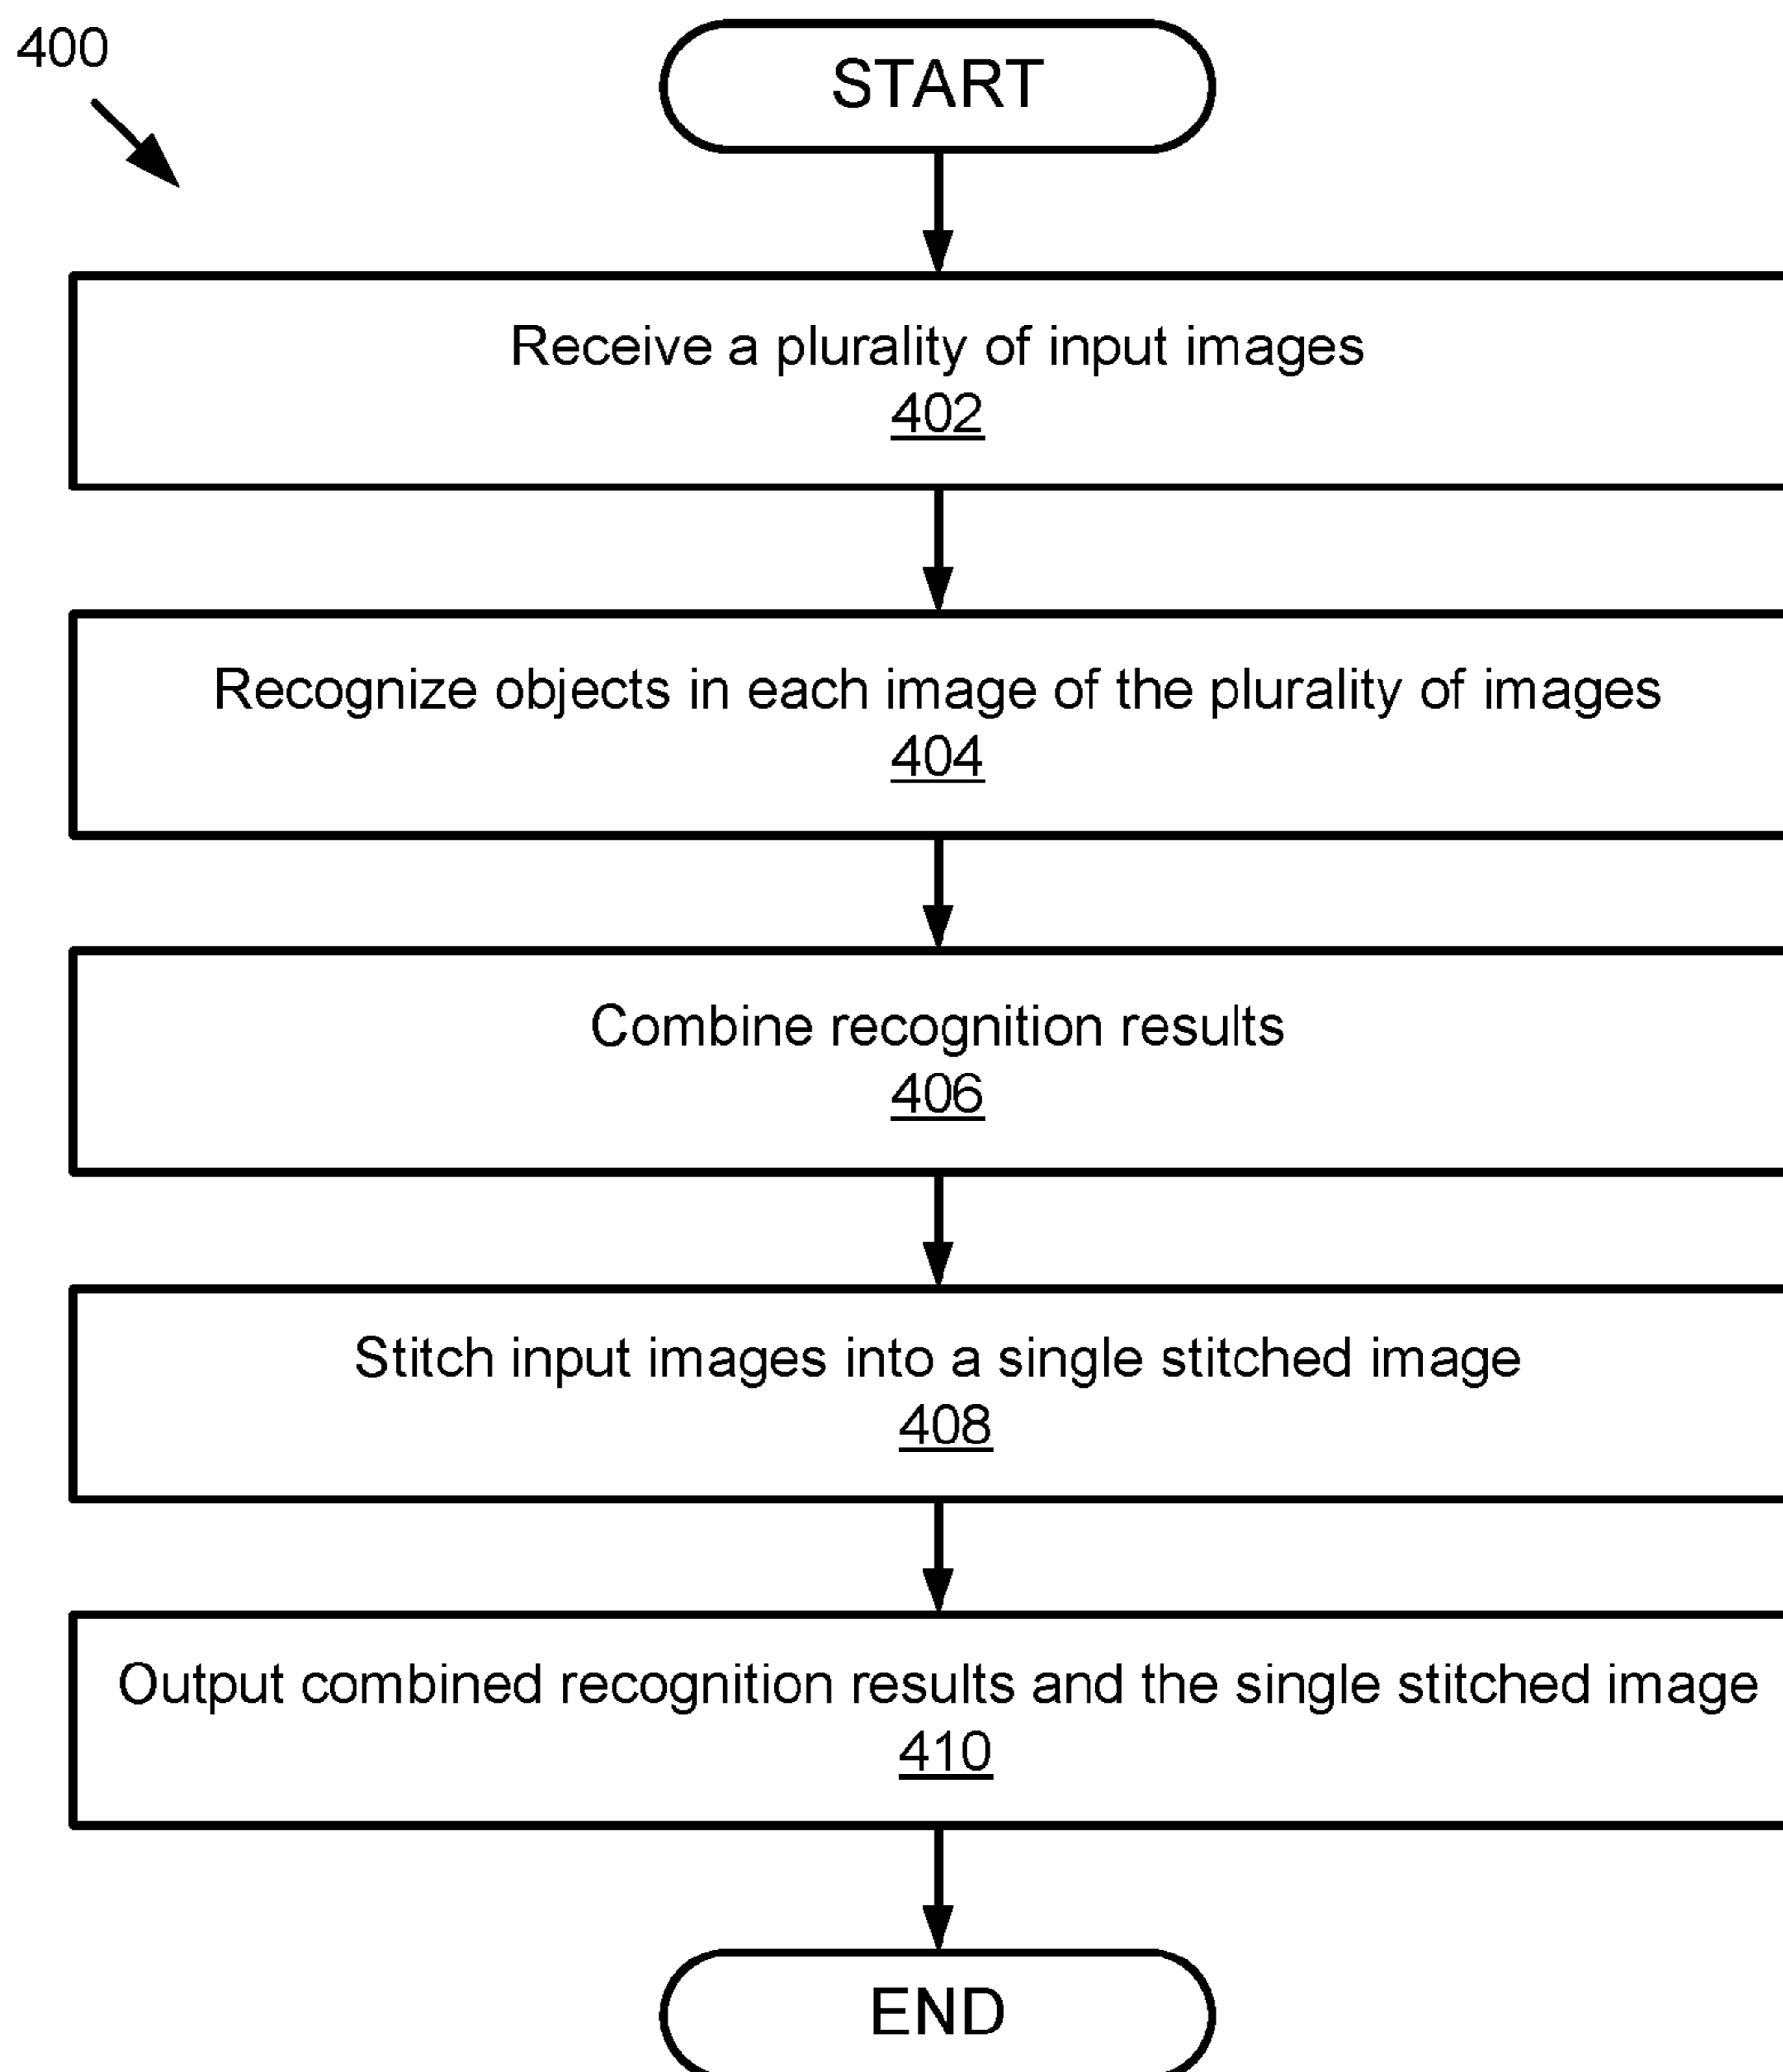 400
START
Receive a plurality of input images
402
Recognize objects in each image of the plurality of images
404
Combine recognition results
406
Stitch input images into a single stitched image
408
Output combined recognition results and the single stitched image
410
END